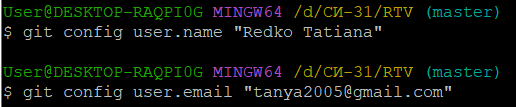 User@DESKTOP-RAQPI0G MINGW64 /d/СИ-31/RTV (master)
$ git config user.name "Redko Tatiana"
User@DESKTOP-RAQPI0G MINGW64 /d/СИ-31/RTV (master)
$ git config user.email "tanya2005@gmail.com"